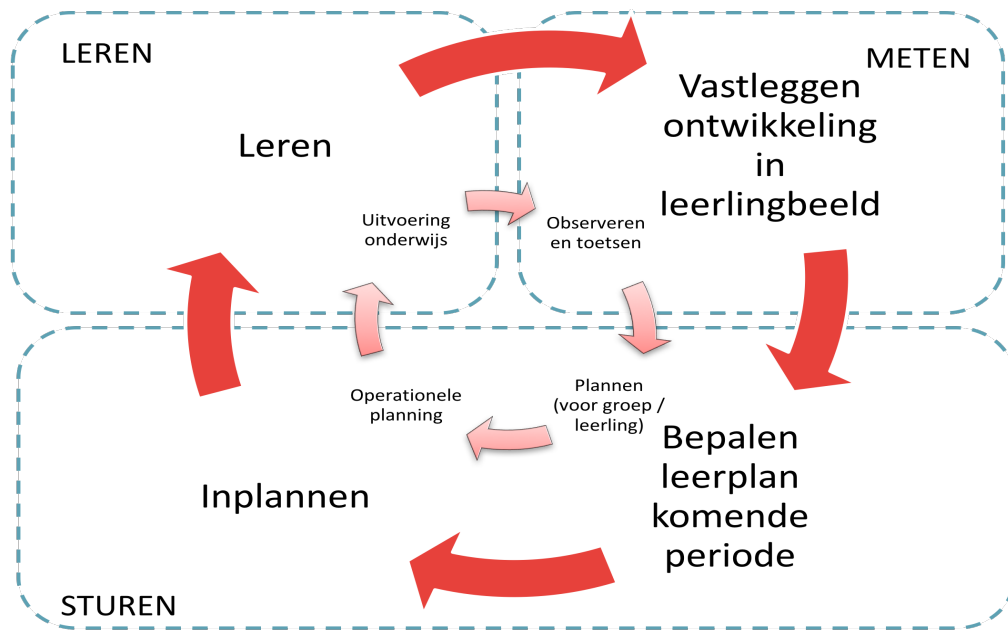 LEREN
METEN
Leren
Vastleggen
ontwikkeling
in
leerlingbeeld
Uitvoering
onderwijs
Observeren
en toetsen
Operationele
planning
Plannen
(voor groep /
leerling)
Inplannen
Bepalen
leerplan
komende
periode
STUREN